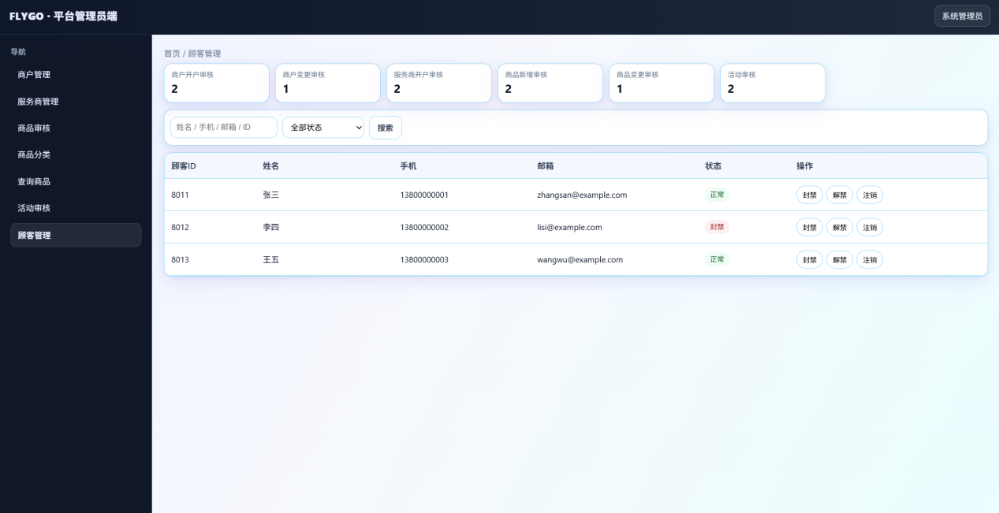 FLYGO · 平台管理员端
系统管理员
导航
商户管理
服务商管理
商品审核
商品分类
查询商品
活动审核
顾客管理
首页 / 顾客管理
商户开户审核
2
商户变更审核
1
服务商开户审核
2
商品新增审核
2
商品变更审核
1
活动审核
2
姓名 / 手机 / 邮箱 / ID 全部状态 搜索
顾客ID 姓名 手机 邮箱 状态 操作
8011 张三 13800000001 zhangsan@example.com 正常 封禁 解禁 注销
8012 李四 13800000002 lisi@example.com 封禁 封禁 解禁 注销
8013 王五 13800000003 wangwu@example.com 正常 封禁 解禁 注销